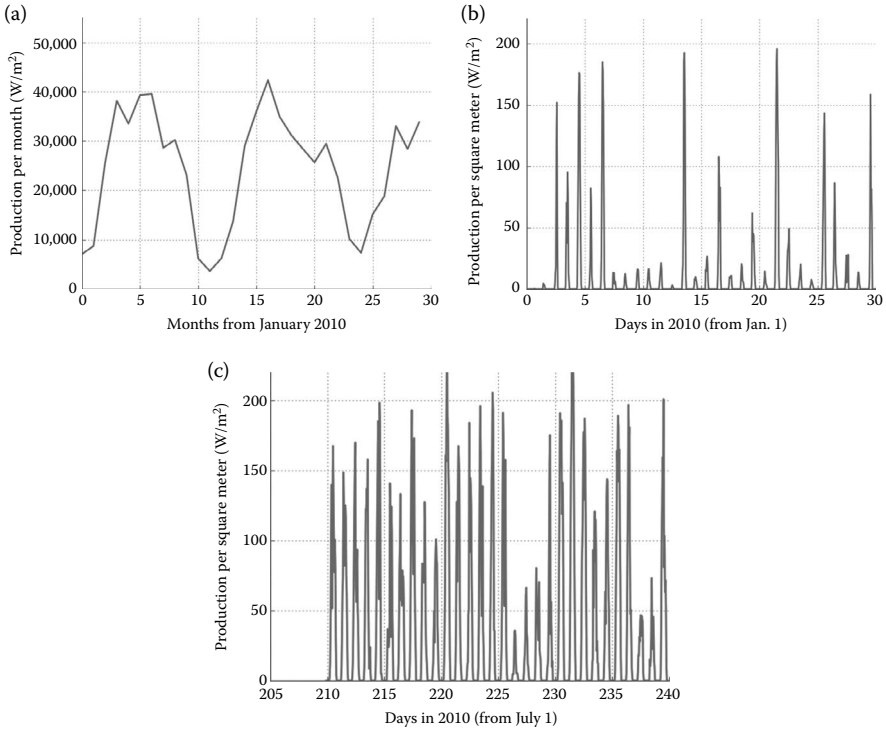 (a)
50,000
40,000
30,000
20,000
10,000
0
0 5 10 15 20 25 30
Production per month (W/m²)
Months from January 2010
(b)
200
150
100
50
0
0 5 10 15 20 25 30
Production per square meter (W/m²)
Days in 2010 (from Jan. 1)
(c)
200
150
100
50
0
205 210 215 220 225 230 235 240
Production per square meter (W/m²)
Days in 2010 (from July 1)